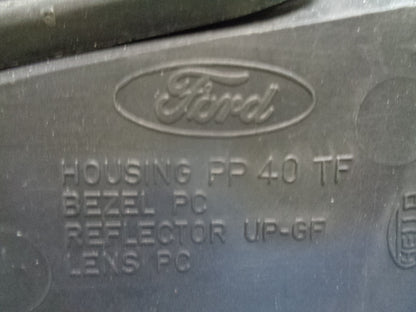 Ford
HOUSING PP 40 TF
BEZEL PC
REFLECTOR UP-GF
LENS PC